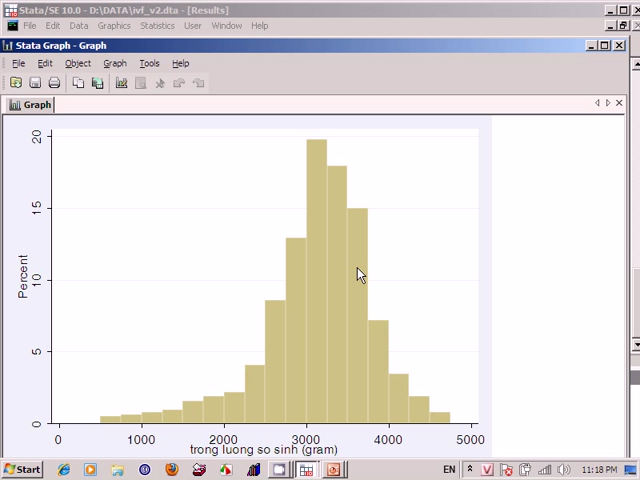 Stata/SE 10.0 - D:\DATA\ivf_v2.dta - [Results]
File Edit Data Graphics Statistics User Window Help
Stata Graph - Graph
File Edit Object Graph Tools Help
Graph
20
15
10
5
0
Percent
0 1000 2000 3000 4000 5000
trong luong so sinh (gram)
Start
EN
11:18 PM